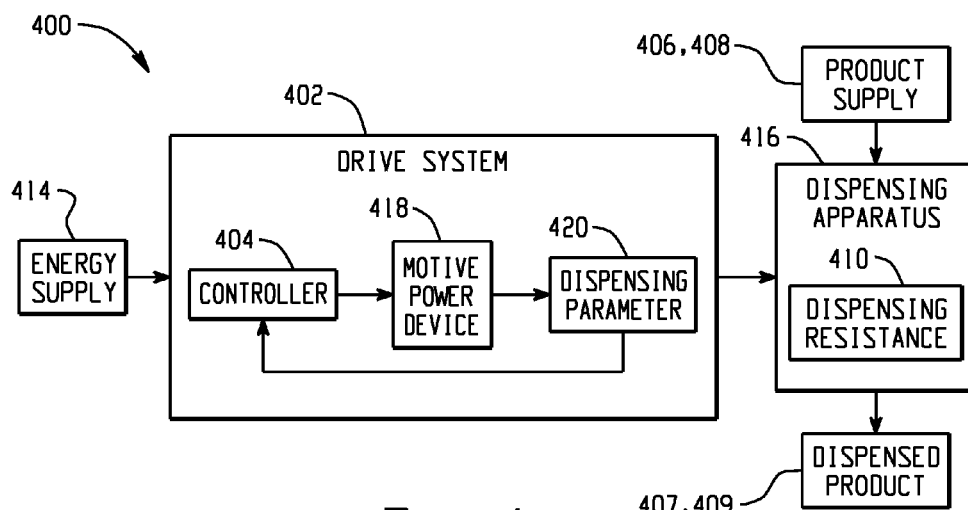 400
406,408
PRODUCT
SUPPLY
402
416
DRIVE SYSTEM
DISPENSING
APPARATUS
414
ENERGY
SUPPLY
404
CONTROLLER
418
MOTIVE
POWER
DEVICE
420
DISPENSING
PARAMETER
410
DISPENSING
RESISTANCE
DISPENSED
PRODUCT
407,409